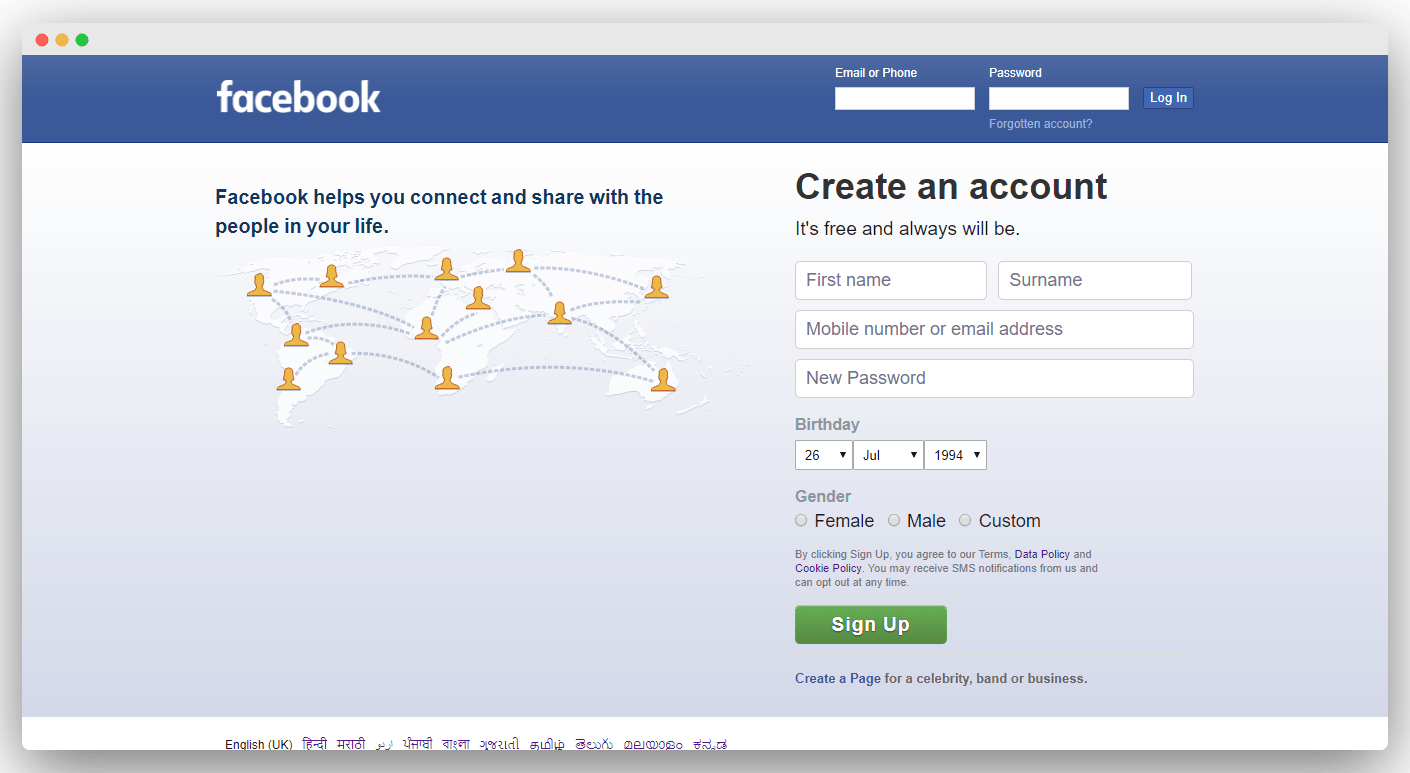 facebook
Email or Phone Password
Log In
Forgotten account?
Facebook helps you connect and share with the
people in your life.
Create an account
It's free and always will be.
First name Surname
Mobile number or email address
New Password
Birthday
26 Jul 1994
Gender
Female Male Custom
By clicking Sign Up, you agree to our Terms, Data Policy and
Cookie Policy. You may receive SMS notifications from us and
can opt out at any time.
Sign Up
Create a Page for a celebrity, band or business.
English (UK) हिन्दी मराठी اردو ਪੰਜਾਬੀ বাংলা ગુજરાતી தமிழ் తెలుగు മലയാളം ಕನ್ನಡ